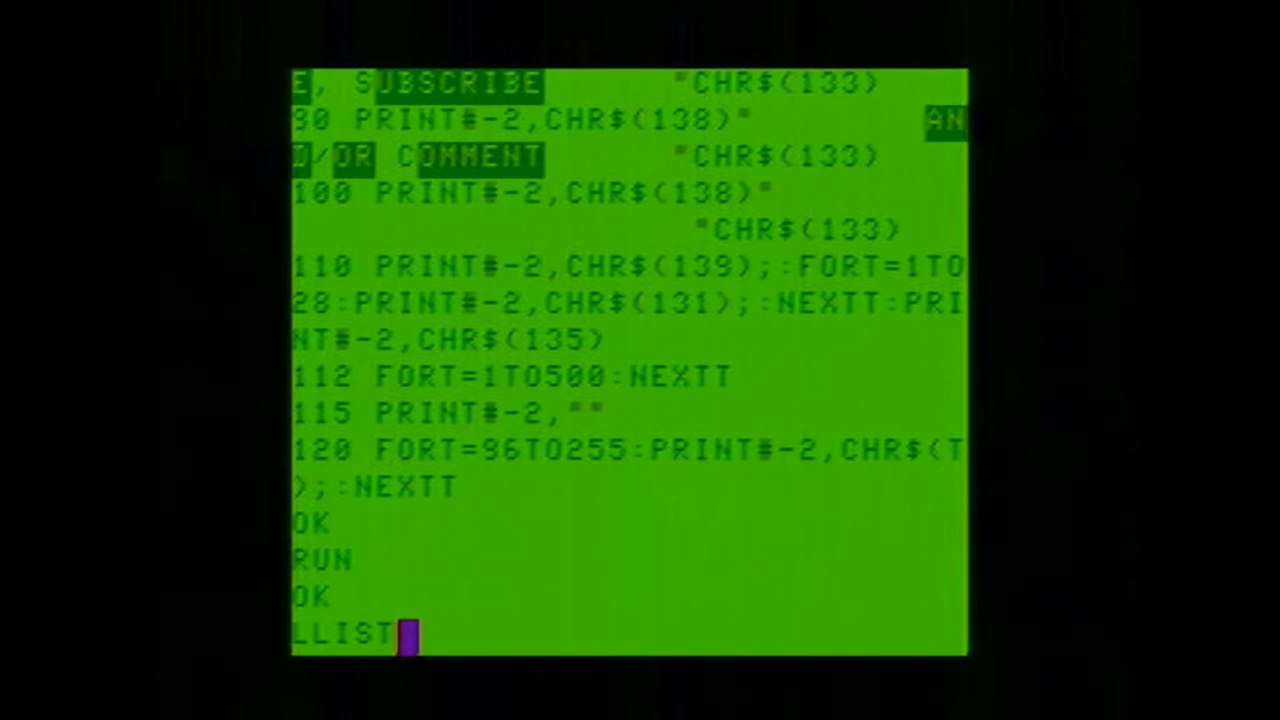 E, SUBSCRIBE      "CHR$(133)
90 PRINT#-2,CHR$(138)"        AN
D/OR COMMENT      "CHR$(133)
100 PRINT#-2,CHR$(138)"
                   "CHR$(133)
110 PRINT#-2,CHR$(139);:FORT=1TO
28:PRINT#-2,CHR$(131);:NEXTT:PRI
NT#-2,CHR$(135)
112 FORT=1TO500:NEXTT
115 PRINT#-2,""
120 FORT=96TO255:PRINT#-2,CHR$(T
);:NEXTT
OK
RUN
OK
LLIST